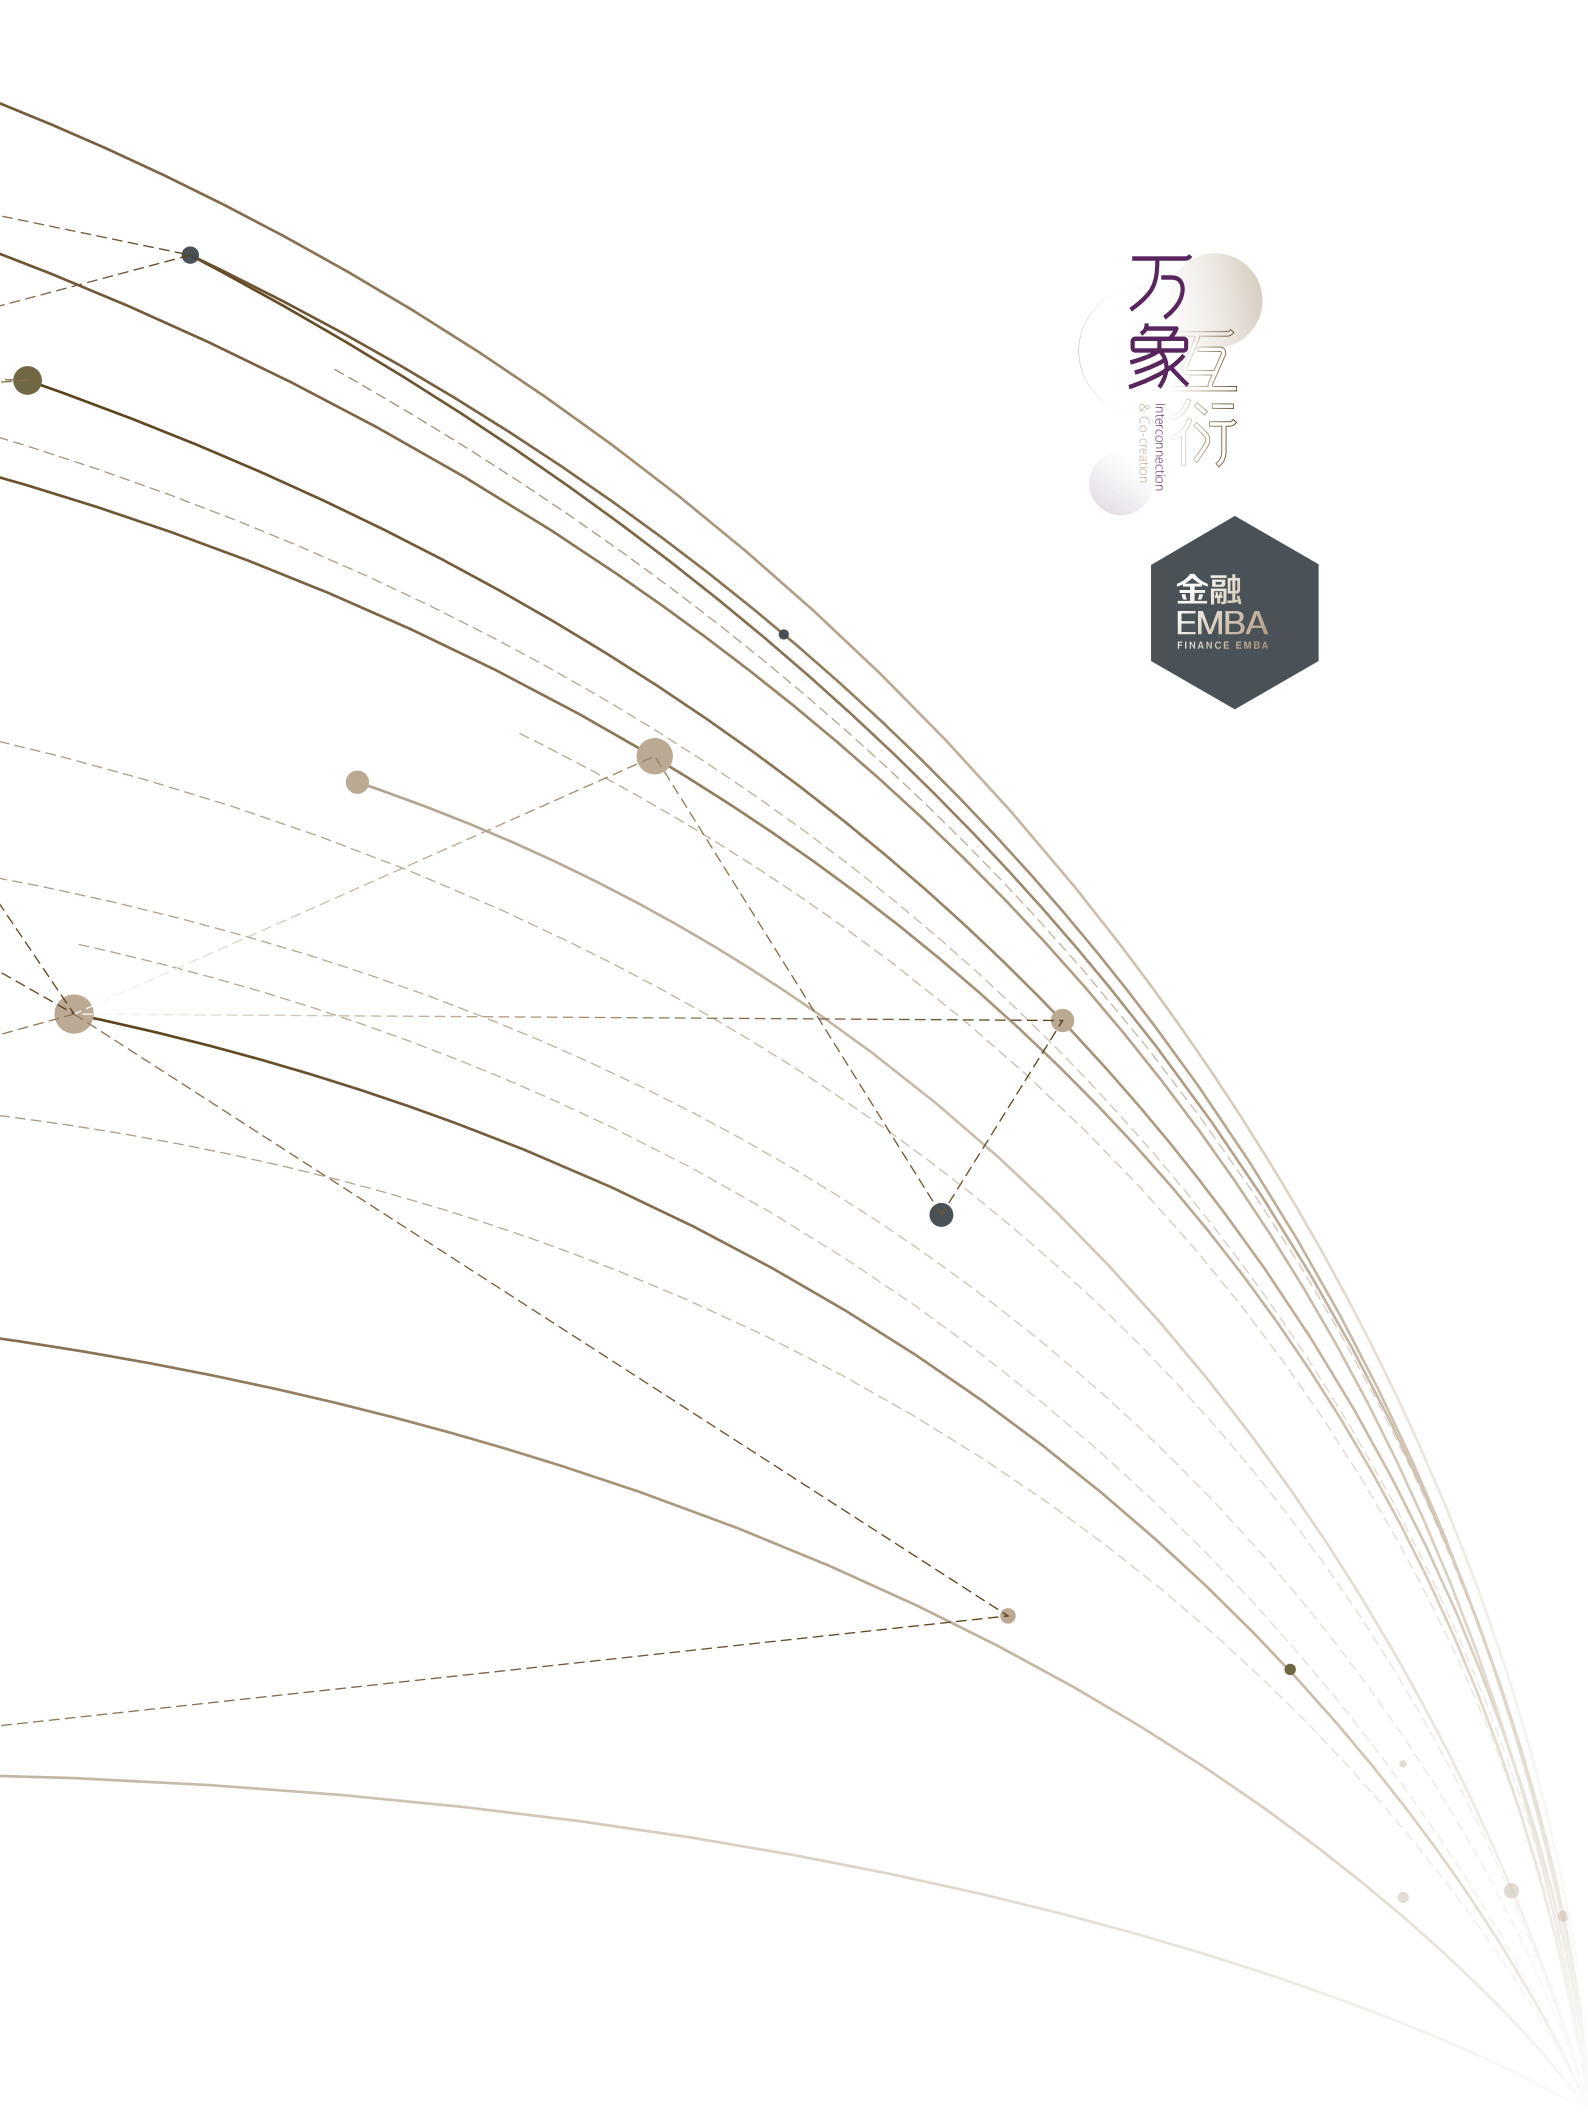 万象
互衍
Interconnection
& Co-creation
金融
EMBA
FINANCE EMBA